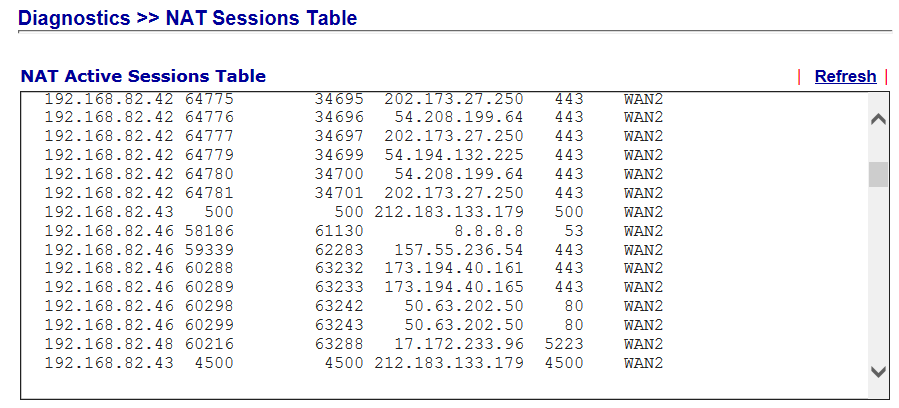 Diagnostics >> NAT Sessions Table
NAT Active Sessions Table | Refresh |
192.168.82.42 64775 34695 202.173.27.250 443 WAN2
192.168.82.42 64776 34696 54.208.199.64 443 WAN2
192.168.82.42 64777 34697 202.173.27.250 443 WAN2
192.168.82.42 64779 34699 54.194.132.225 443 WAN2
192.168.82.42 64780 34700 54.208.199.64 443 WAN2
192.168.82.42 64781 34701 202.173.27.250 443 WAN2
192.168.82.43 500 500 212.183.133.179 500 WAN2
192.168.82.46 58186 61130 8.8.8.8 53 WAN2
192.168.82.46 59339 62283 157.55.236.54 443 WAN2
192.168.82.46 60288 63232 173.194.40.161 443 WAN2
192.168.82.46 60289 63233 173.194.40.165 443 WAN2
192.168.82.46 60298 63242 50.63.202.50 80 WAN2
192.168.82.46 60299 63243 50.63.202.50 80 WAN2
192.168.82.48 60216 63288 17.172.233.96 5223 WAN2
192.168.82.43 4500 4500 212.183.133.179 4500 WAN2